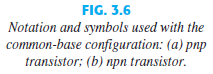 FIG. 3.6
Notation and symbols used with the
common-base configuration: (a) pnp
transistor; (b) npn transistor.